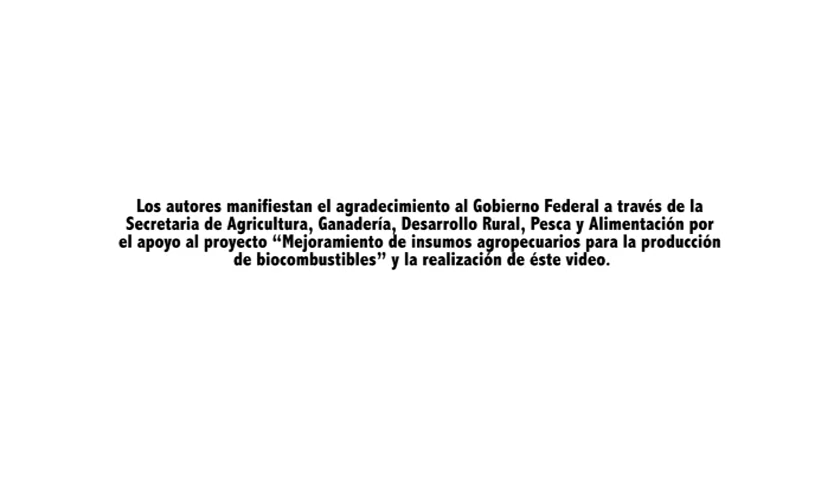 Los autores manifiestan el agradecimiento al Gobierno Federal a través de la
Secretaria de Agricultura, Ganadería, Desarrollo Rural, Pesca y Alimentación por
el apoyo al proyecto “Mejoramiento de insumos agropecuarios para la producción
de biocombustibles” y la realización de éste video.